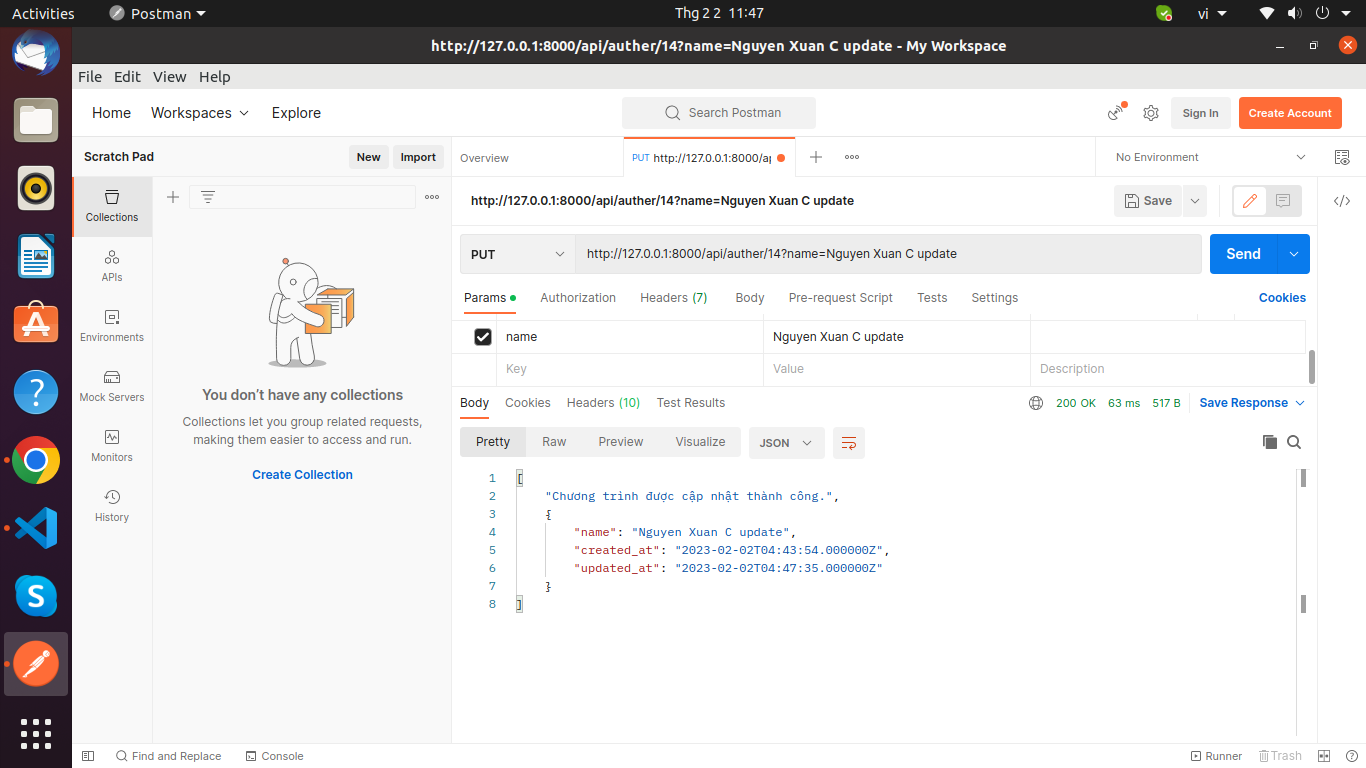 Activities
Postman
Thg 2 2 11:47
vi
http://127.0.0.1:8000/api/auther/14?name=Nguyen Xuan C update - My Workspace
File Edit View Help
Home Workspaces Explore
Search Postman
Sign In
Create Account
Scratch Pad
New
Import
Overview
PUT http://127.0.0.1:8000/ap
No Environment
Collections
APIs
Environments
Mock Servers
Monitors
History
You don’t have any collections
Collections let you group related requests,
making them easier to access and run.
Create Collection
http://127.0.0.1:8000/api/auther/14?name=Nguyen Xuan C update
Save
PUT
http://127.0.0.1:8000/api/auther/14?name=Nguyen Xuan C update
Send
Params Authorization Headers (7) Body Pre-request Script Tests Settings
Cookies
name Nguyen Xuan C update
Key Value Description
Body Cookies Headers (10) Test Results
200 OK 63 ms 517 B Save Response
Pretty Raw Preview Visualize JSON
1 [
2 "Chương trinh được cập nhật thành công.",
3 {
4 "name": "Nguyen Xuan C update",
5 "created_at": "2023-02-02T04:43:54.000000Z",
6 "updated_at": "2023-02-02T04:47:35.000000Z"
7 }
8 ]
Find and Replace
Console
Runner
Trash